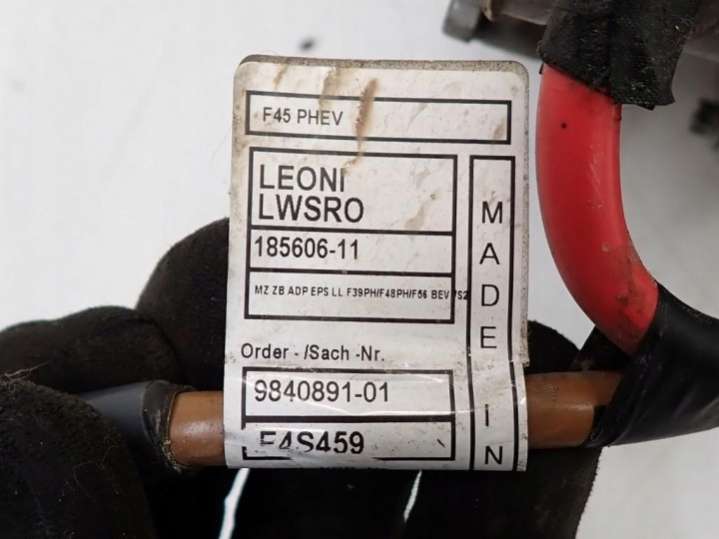 F45 PHEV
LEONI
LWSRO
185606-11
MZ ZB ADP EPS LL F39PH/F48PH/F56 BEV
Order - /Sach -Nr.
9840891-01
F4S459
MADE IN